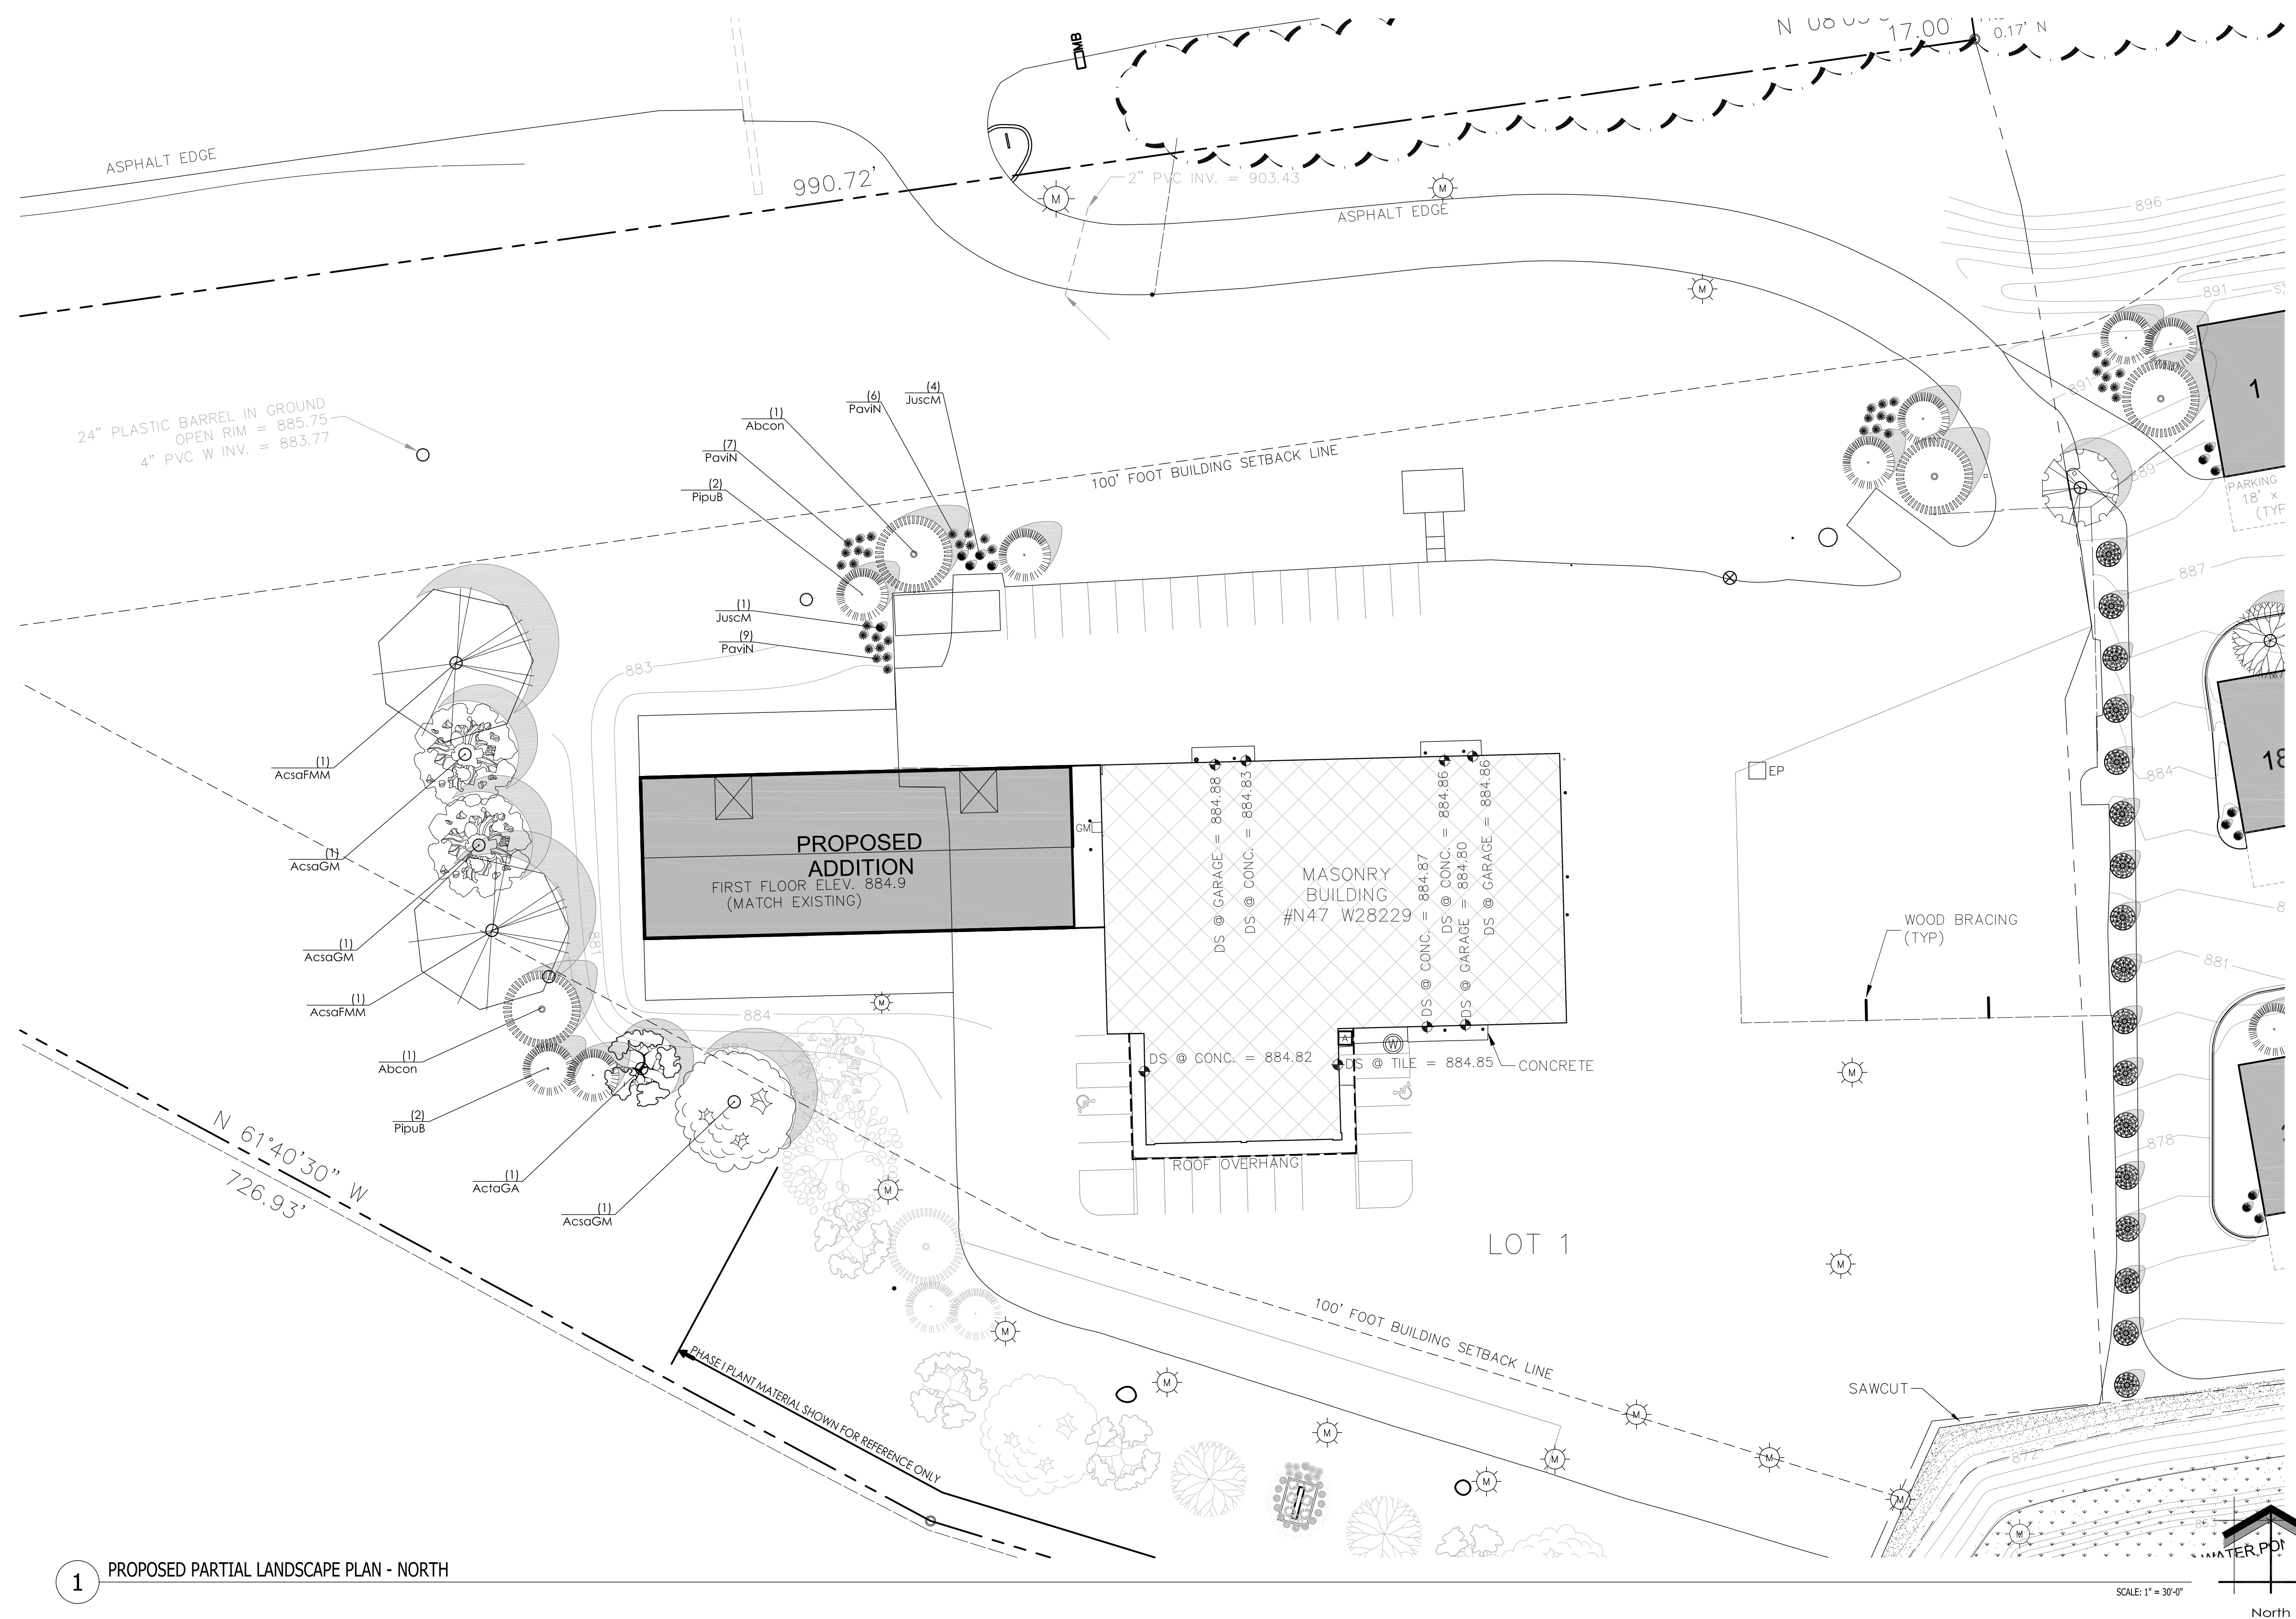 MB
17.00'
0.17' N
ASPHALT EDGE
990.72'
2" PVC INV. = 903.43
M
M
ASPHALT EDGE
896
M
891
24" PLASTIC BARREL IN GROUND
OPEN RIM = 885.75
4" PVC W INV. = 883.77
(1)
Abcon
(6)
PaviN
(4)
JuscM
(7)
PaviN
(2)
PipuB
100' FOOT BUILDING SETBACK LINE
891
1
889
PARKING
18' x
887
(1)
JuscM
(9)
PaviN
883
(1)
AcsaFMM
(1)
AcsaGM
(1)
AcsaGM
(1)
AcsaFMM
(1)
Abcon
(2)
PipuB
(1)
ActaGA
(1)
AcsaGM
881
PROPOSED
ADDITION
FIRST FLOOR ELEV. 884.9
(MATCH EXISTING)
GM
DS @ GARAGE = 884.88
DS @ CONC. = 884.83
MASONRY
BUILDING
#N47 W28229
DS @ CONC. = 884.87
DS @ CONC. = 884.86
DS @ GARAGE = 884.80
DS @ GARAGE = 884.86
EP
884
18
WOOD BRACING
(TYP)
881
M
884
883
DS @ CONC. = 884.82
A
W
DS @ TILE = 884.85
CONCRETE
M
878
ROOF OVERHANG
N 61°40'30" W
726.93'
M
LOT 1
M
100' FOOT BUILDING SETBACK LINE
M
PHASE I PLANT MATERIAL SHOWN FOR REFERENCE ONLY
M
M
M
M
M
M
M
M
SAWCUT
872
1
PROPOSED PARTIAL LANDSCAPE PLAN - NORTH
SCALE: 1" = 30'-0"
North